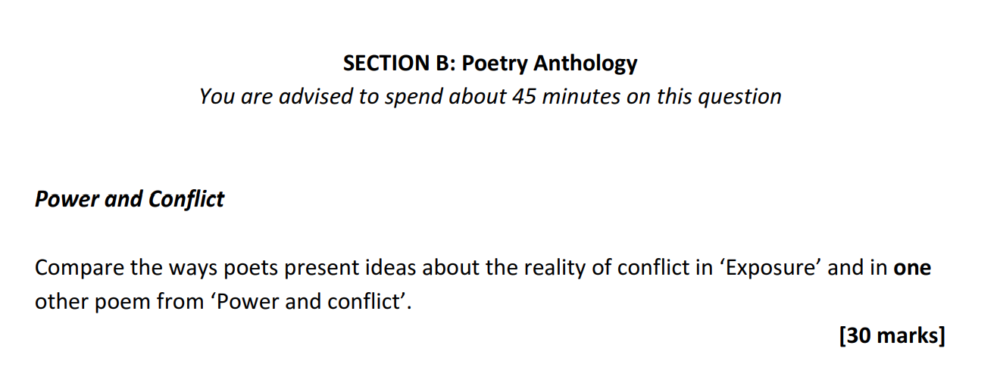 SECTION B: Poetry Anthology
You are advised to spend about 45 minutes on this question
Power and Conflict
Compare the ways poets present ideas about the reality of conflict in ‘Exposure’ and in one
other poem from ‘Power and conflict’.
[30 marks]